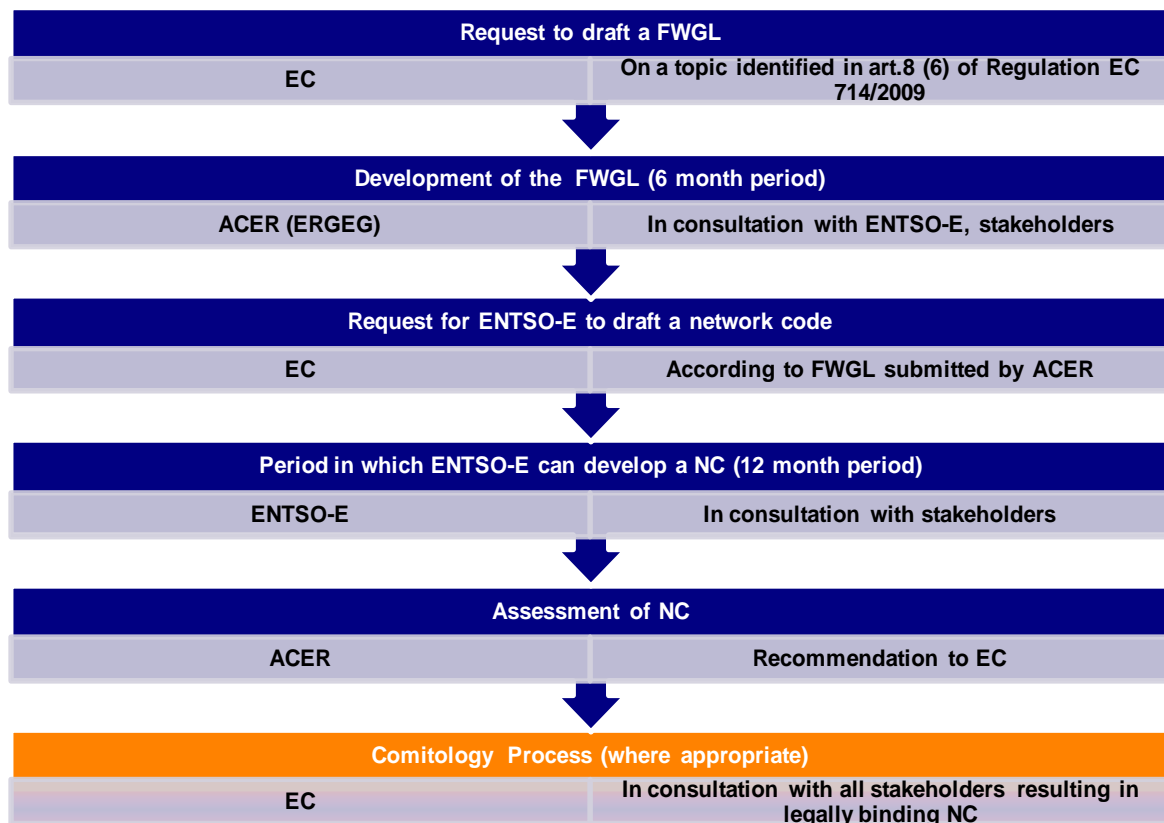 Request to draft a FWGL
EC
On a topic identified in art.8 (6) of Regulation EC
714/2009
Development of the FWGL (6 month period)
ACER (ERGEG)
In consultation with ENTSO-E, stakeholders
Request for ENTSO-E to draft a network code
EC
According to FWGL submitted by ACER
Period in which ENTSO-E can develop a NC (12 month period)
ENTSO-E
In consultation with stakeholders
Assessment of NC
ACER
Recommendation to EC
Comitology Process (where appropriate)
EC
In consultation with all stakeholders resulting in
legally binding NC